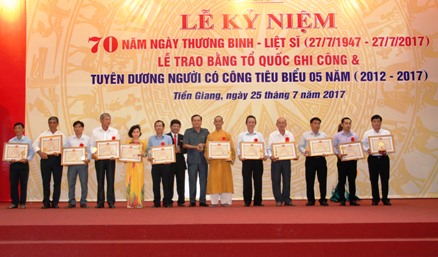 LỄ KỶ NIỆM
70 NĂM NGÀY THƯƠNG BINH - LIỆT SĨ (27/7/1947 - 27/7/2017)
LỄ TRAO BẰNG TỔ QUỐC GHI CÔNG &
TUYÊN DƯƠNG NGƯỜI CÓ CÔNG TIÊU BIỂU 05 NĂM (2012 - 2017)
Tiền Giang, ngày 25 tháng 7 năm 2017